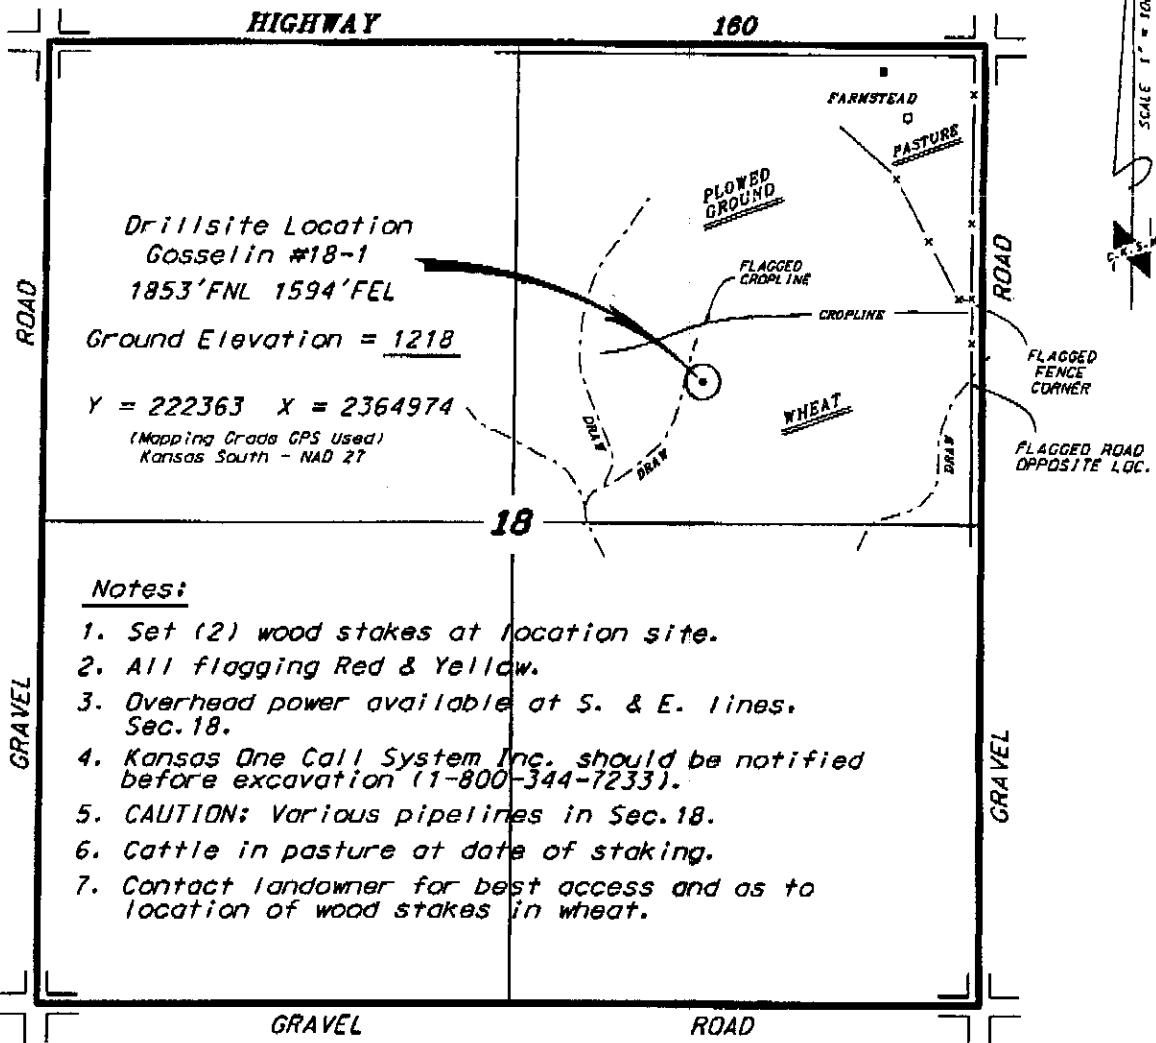 HIGHWAY 160
SCALE 1" =
FARMSTEAD
PASTURE
PLOWED
GROUND
Drillsite Location
Gosselin #18-1
1853'FNL 1594'FEL
Ground Elevation = 1218
Y = 222363 X = 2364974
(Mapping Grade GPS Used)
Kansas South - NAD 27
ROAD
ROAD
FLAGGED
CROPLINE
CROPLINE
FLAGGED
FENCE
CORNER
WHEAT
DRAW
DRAW
DRAW
FLAGGED ROAD
OPPOSITE LOC.
18
Notes:
1. Set (2) wood stakes at location site.
2. All flagging Red & Yellow.
3. Overhead power available at S. & E. lines.
Sec.18.
4. Kansas One Call System Inc. should be notified
before excavation (1-800-344-7233).
5. CAUTION: Various pipelines in Sec.18.
6. Cattle in pasture at date of staking.
7. Contact landowner for best access and as to
location of wood stakes in wheat.
GRAVEL
GRAVEL
GRAVEL ROAD